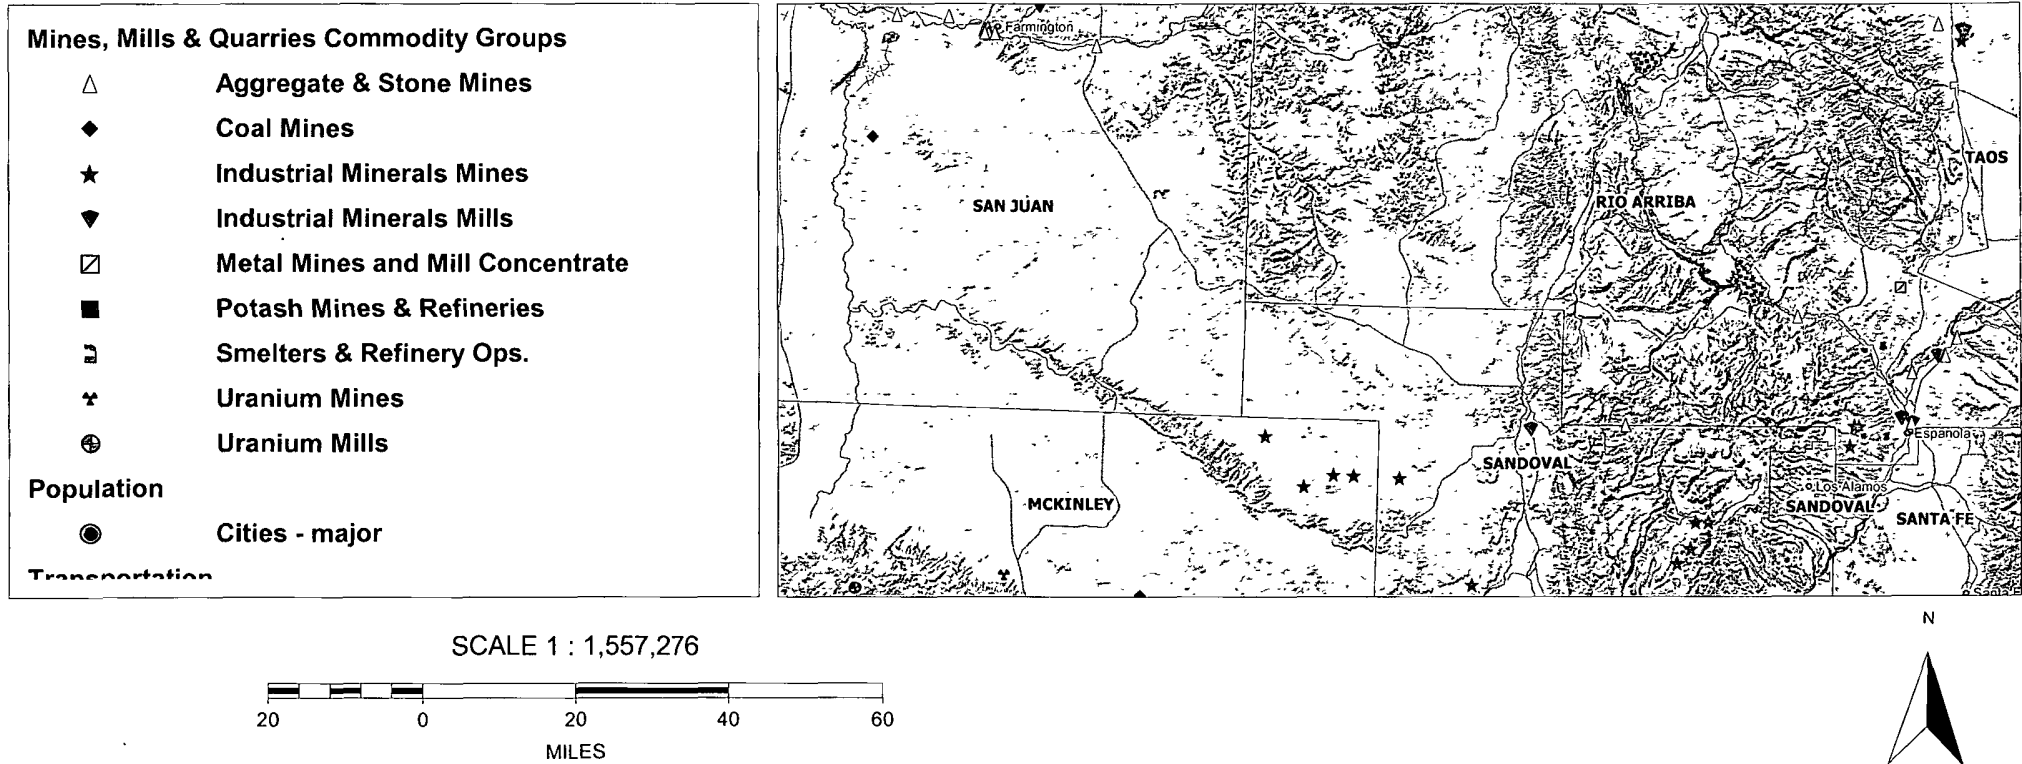 Mines, Mills & Quarries Commodity Groups
Aggregate & Stone Mines
Coal Mines
Industrial Minerals Mines
Industrial Minerals Mills
Metal Mines and Mill Concentrate
Potash Mines & Refineries
Smelters & Refinery Ops.
Uranium Mines
Uranium Mills
Population
Cities - major
Transportation
Farmington
TAOS
SAN JUAN
RIO ARRIBA
Espanola
SANDOVAL
Los Alamos
MCKINLEY
SANDOVAL
SANTA FE
SCALE 1 : 1,557,276
20 0 20 40 60
MILES
N